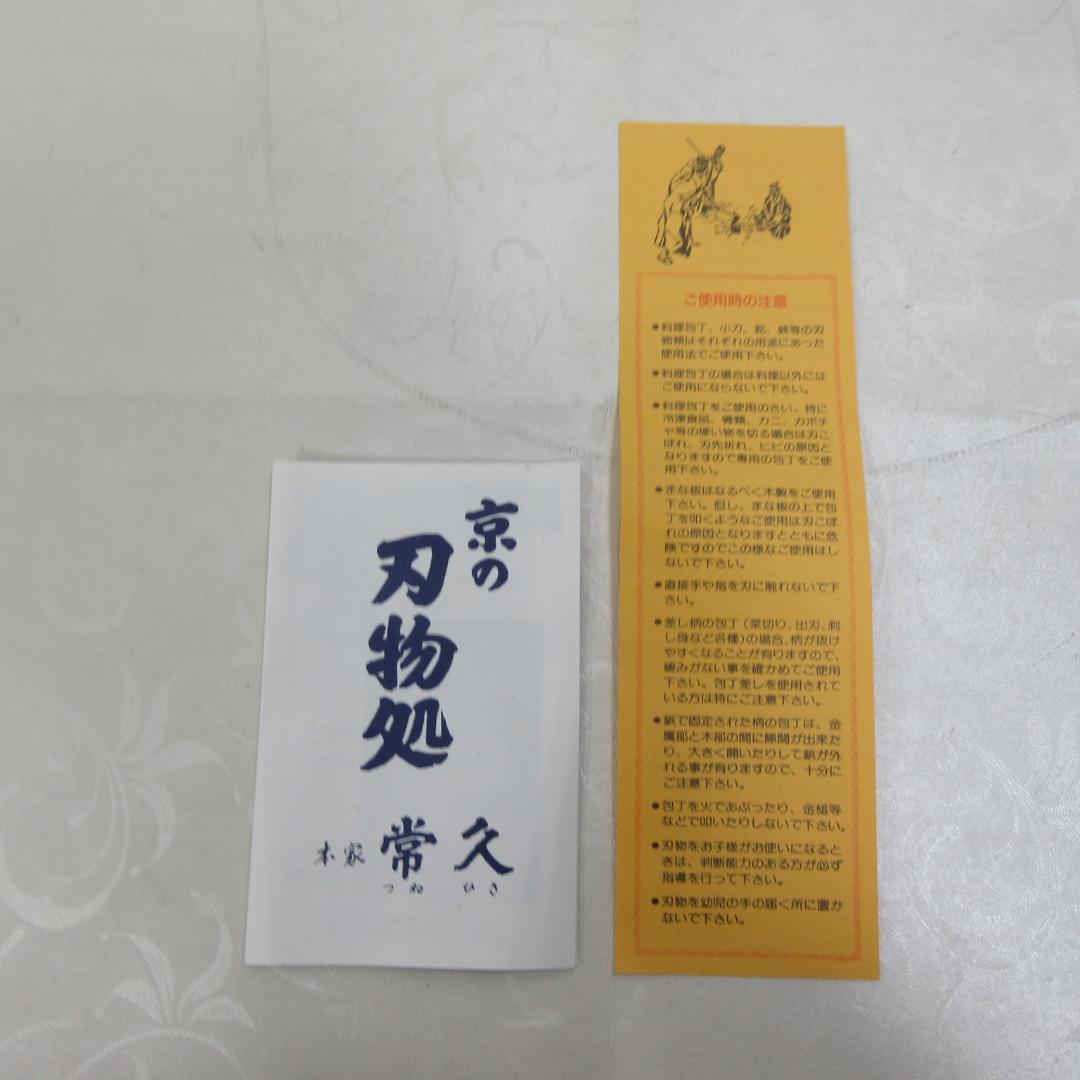 京の
刃物処
本家 常久
つね ひさ
ご使用時の注意
●料理包丁、小刀、鉈、鋏等の刃
物類はそれぞれの用途にあった
使用法でご使用下さい。
●料理包丁の場合は料理以外には
ご使用にならないで下さい。
●料理包丁をご使用のさい、特に
冷凍食品、骨類、カニ、カボチ
ャ等の硬い物を切る場合は刃こ
ぼれ、刃先折れ、ヒビの原因と
なりますので専用の包丁をご使
用下さい。
●まな板はなるべく木製をご使用
下さい。但し、まな板の上で包
丁を叩くようなご使用は刃こぼ
れの原因となりますとともに危
険ですのでこの様なご使用はし
ないで下さい。
●直接手や指を刃に触れないで下
さい。
●差し柄の包丁(菜切り、出刃、刺
し身など各種)の場合、柄が抜け
やすくなることが有りますので、
緩みがない事を確かめてご使用
下さい。包丁差しを使用されて
いる方は特にご注意下さい。
●鋲で固定された柄の包丁は、金
属部と木部の間に隙間が出来た
り、大きく開いたりして鋲が外
れる事が有りますので、十分に
ご注意下さい。
●包丁を火であぶったり、金槌等
などで叩いたりしないで下さい。
●刃物をお子様がお使いになると
きは、判断能力のある方が必ず
指導を行って下さい。
●刃物を幼児の手の届く所に置か
ないで下さい。